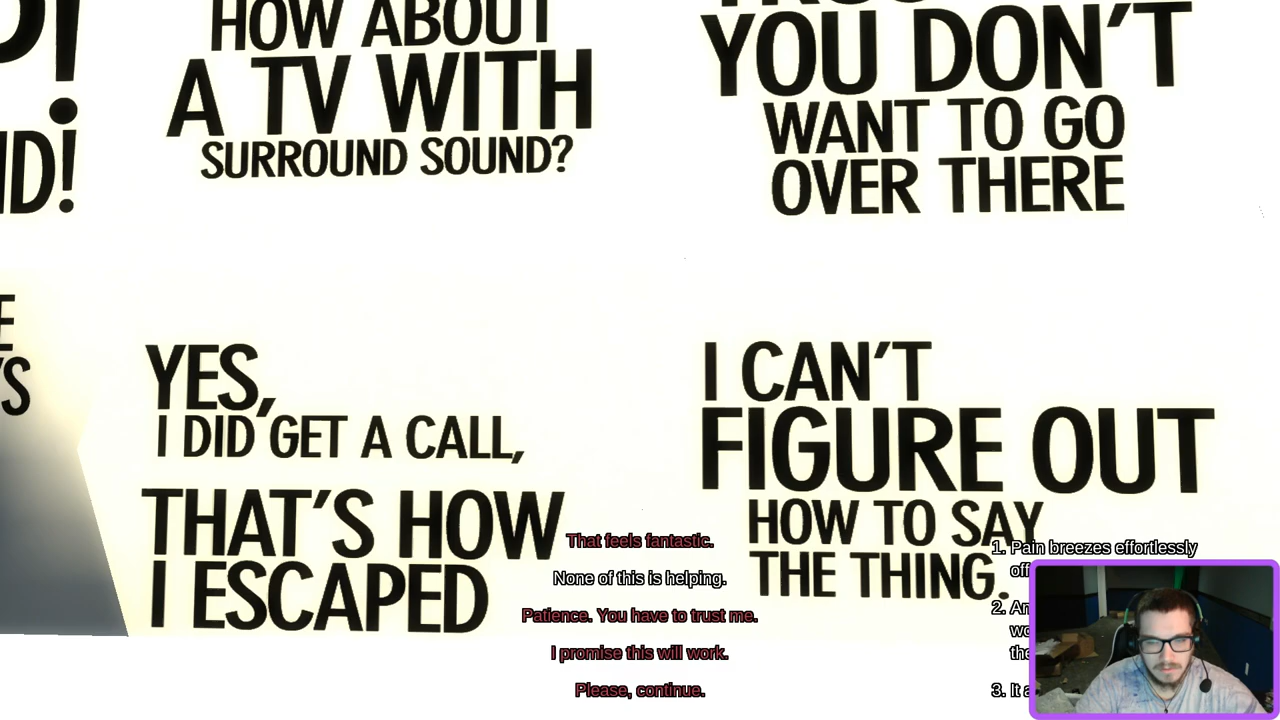 HOW ABOUT
A TV WITH
SURROUND SOUND?
YOU DON'T
WANT TO GO
OVER THERE
YES,
I DID GET A CALL,
THAT'S HOW
I ESCAPED
I CAN'T
FIGURE OUT
HOW TO SAY
THE THING.
That feels fantastic.
None of this is helping.
Patience. You have to trust me.
I promise this will work.
Please, continue.
1. Pain breezes effortlessly
2.
3. It